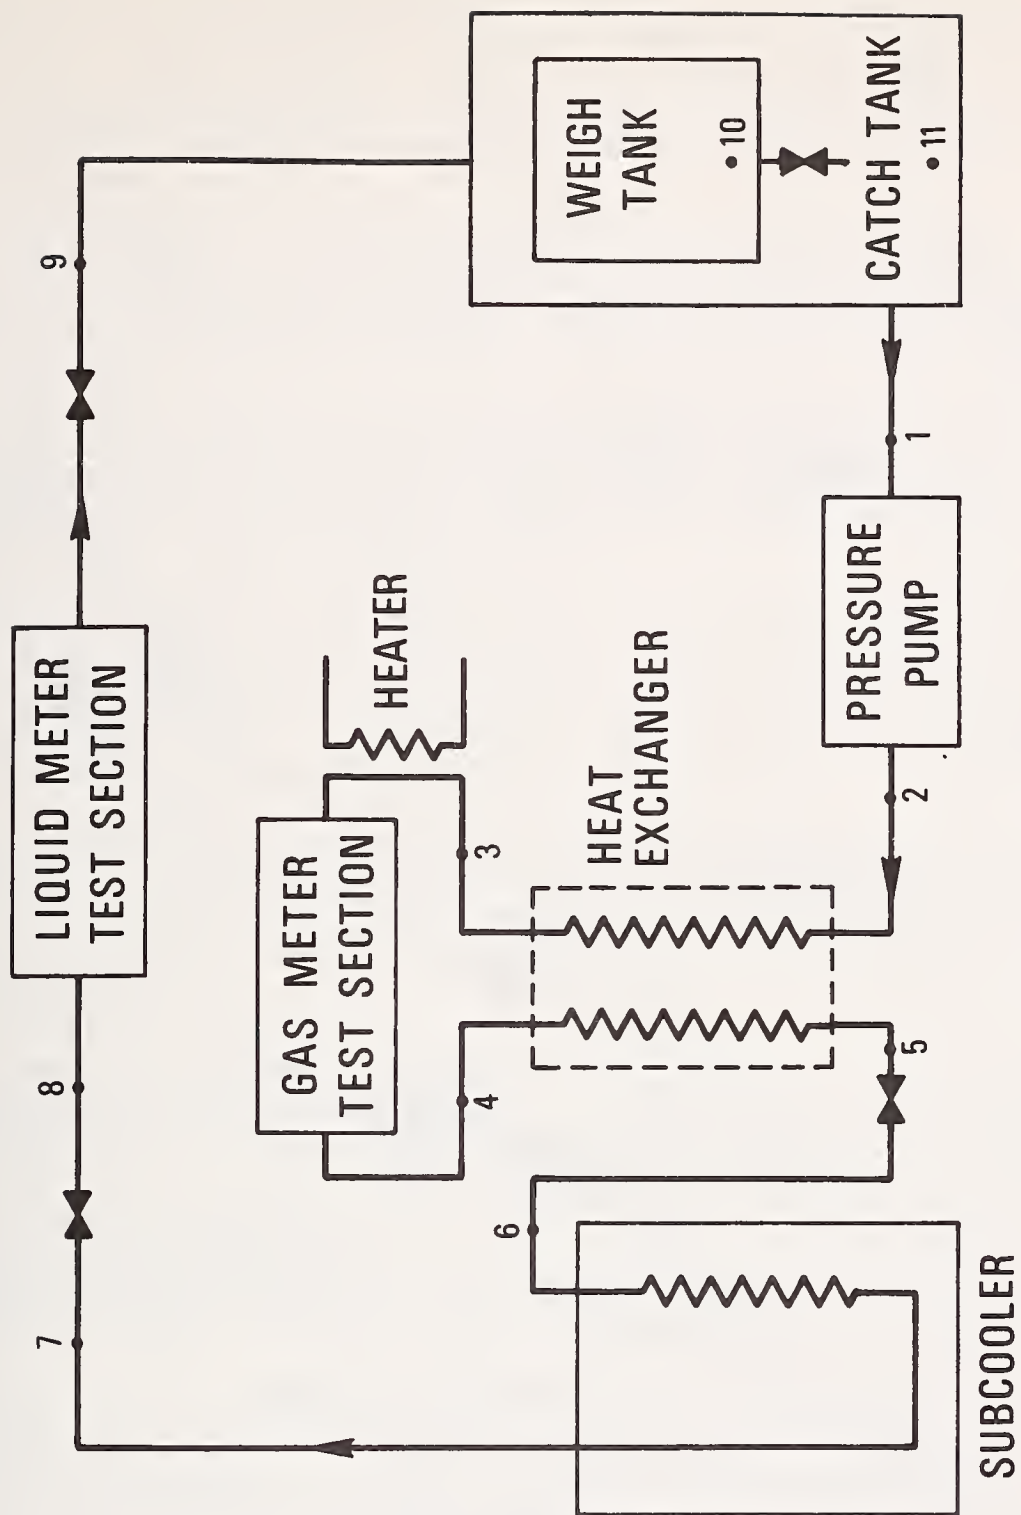 LIQUID METER
TEST SECTION
7
8
9
GAS METER
TEST SECTION
HEATER
3
4
HEAT
EXCHANGER
WEIGH
TANK
10
CATCH TANK
11
6
5
2
PRESSURE
PUMP
1
SUBCOOLER